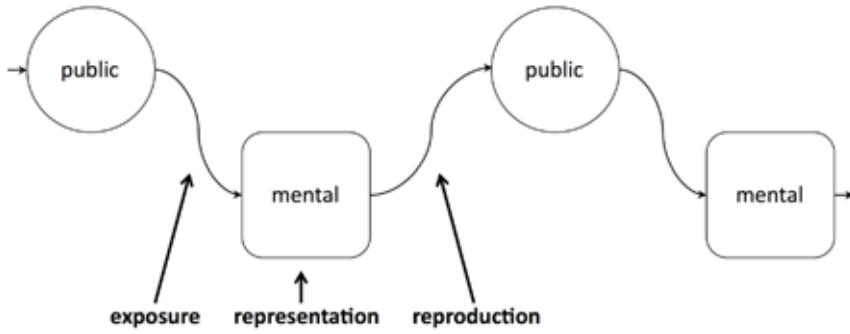 public
public
mental
mental
exposure representation reproduction